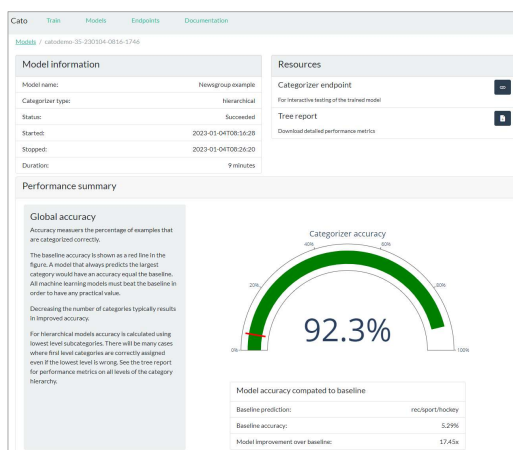 Cato Train Models Endpoints Documentation
Models / catodemo-35-230104-0816-1746
Model information
Model name: Newsgroup example
Categorizer type: hierarchical
Status: Succeeded
Started: 2023-01-04T08:16:28
Stopped: 2023-01-04T08:26:20
Duration: 9 minutes
Resources
Categorizer endpoint
For interactive testing of the trained model
Tree report
Download detailed performance metrics
Performance summary
Global accuracy
Accuracy measuers the percentage of examples that
are categorized correctly.
The baseline accuracy is shown as a red line in the
figure. A model that always predicts the largest
category would have an accuracy equal the baseline.
All machine learning models must beat the baseline in
order to have any practical value.
Decreasing the number of categories typically results
in improved accuracy.
For hierarchical models accuracy is calculated using
lowest level subcategories. There will be many cases
where first level categories are correctly assigned
even if the lowest level is wrong. See the tree report
for performance metrics on all levels of the category
hierarchy.
Categorizer accuracy
40% 60%
20% 80%
92.3%
0% 100%
Model accuracy compated to baseline
Baseline prediction: rec/sport/hockey
Baseline accuracy: 5.29%
Model improvement over baseline: 17.45x